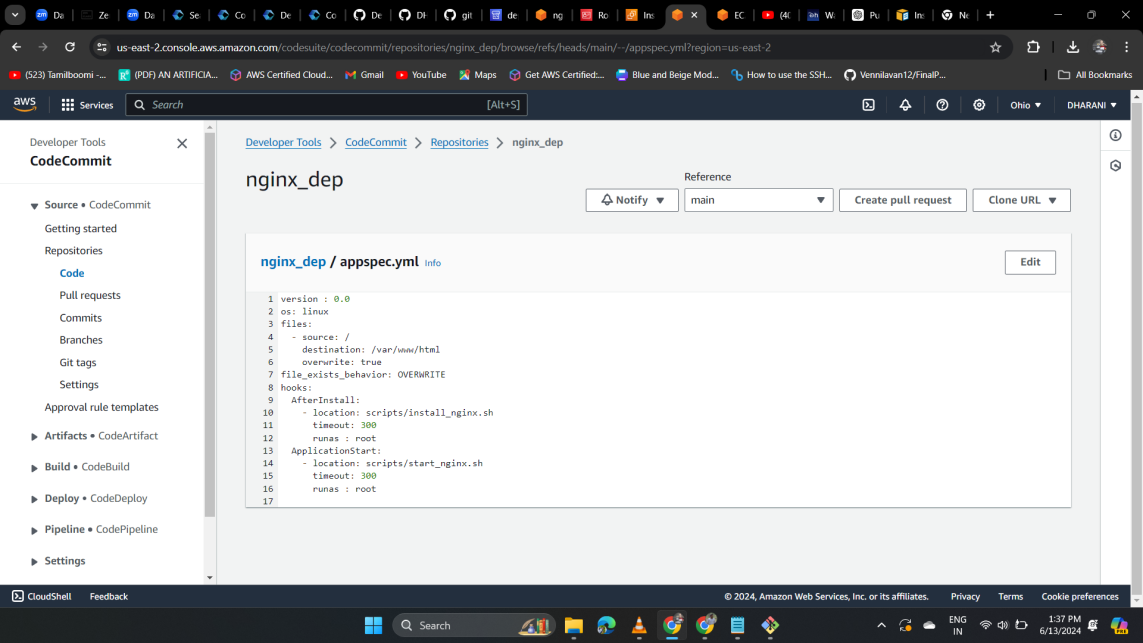 Da
Ze
Da
Se
Co
De
Co
De
DH
git
de
ng
Ro
Ins
EC
(4(
Wa
Pu
Ins
Ne
us-east-2.console.aws.amazon.com/codesuite/codecommit/repositories/nginx_dep/browse/refs/heads/main/--/appspec.yml?region=us-east-2
(523) Tamilboomi -...
(PDF) AN ARTIFICIA...
AWS Certified Cloud...
Gmail
YouTube
Maps
Get AWS Certified:...
Blue and Beige Mod...
How to use the SSH...
Vennilavan12/FinalP...
All Bookmarks
aws
Services
Search
[Alt+S]
Ohio
DHARANI
Developer Tools
CodeCommit
Source • CodeCommit
Getting started
Repositories
Code
Pull requests
Commits
Branches
Git tags
Settings
Approval rule templates
Artifacts • CodeArtifact
Build • CodeBuild
Deploy • CodeDeploy
Pipeline • CodePipeline
Settings
Developer Tools > CodeCommit > Repositories > nginx_dep
nginx_dep
Reference
Notify
main
Create pull request
Clone URL
nginx_dep / appspec.yml Info
Edit
1 version : 0.0
2 os: linux
3 files:
4   - source: /
5     destination: /var/www/html
6     overwrite: true
7 file_exists_behavior: OVERWRITE
8 hooks:
9   AfterInstall:
10     - location: scripts/install_nginx.sh
11       timeout: 300
12       runas : root
13   ApplicationStart:
14     - location: scripts/start_nginx.sh
15       timeout: 300
16       runas : root
17
CloudShell
Feedback
© 2024, Amazon Web Services, Inc. or its affiliates.
Privacy
Terms
Cookie preferences
Search
ENG
IN
1:37 PM
6/13/2024